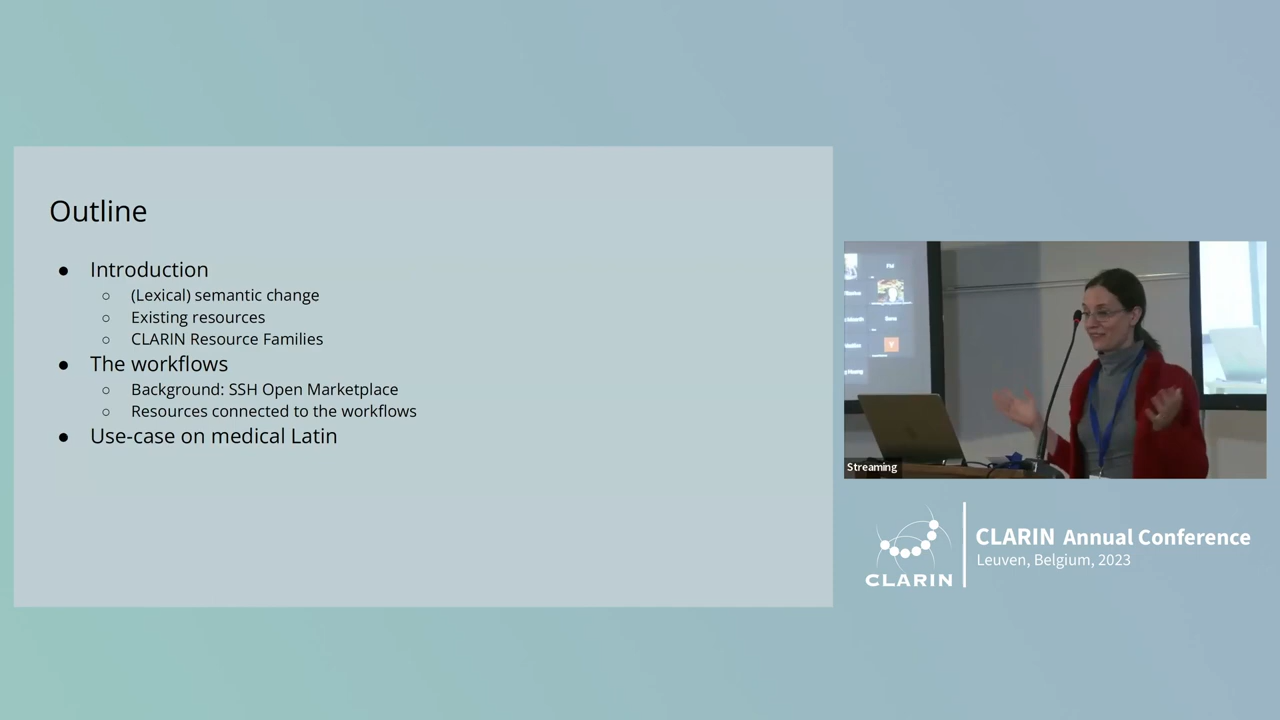 Outline
● Introduction
○ (Lexical) semantic change
○ Existing resources
○ CLARIN Resource Families
● The workflows
○ Background: SSH Open Marketplace
○ Resources connected to the workflows
● Use-case on medical Latin
Streaming
CLARIN
CLARIN Annual Conference
Leuven, Belgium, 2023